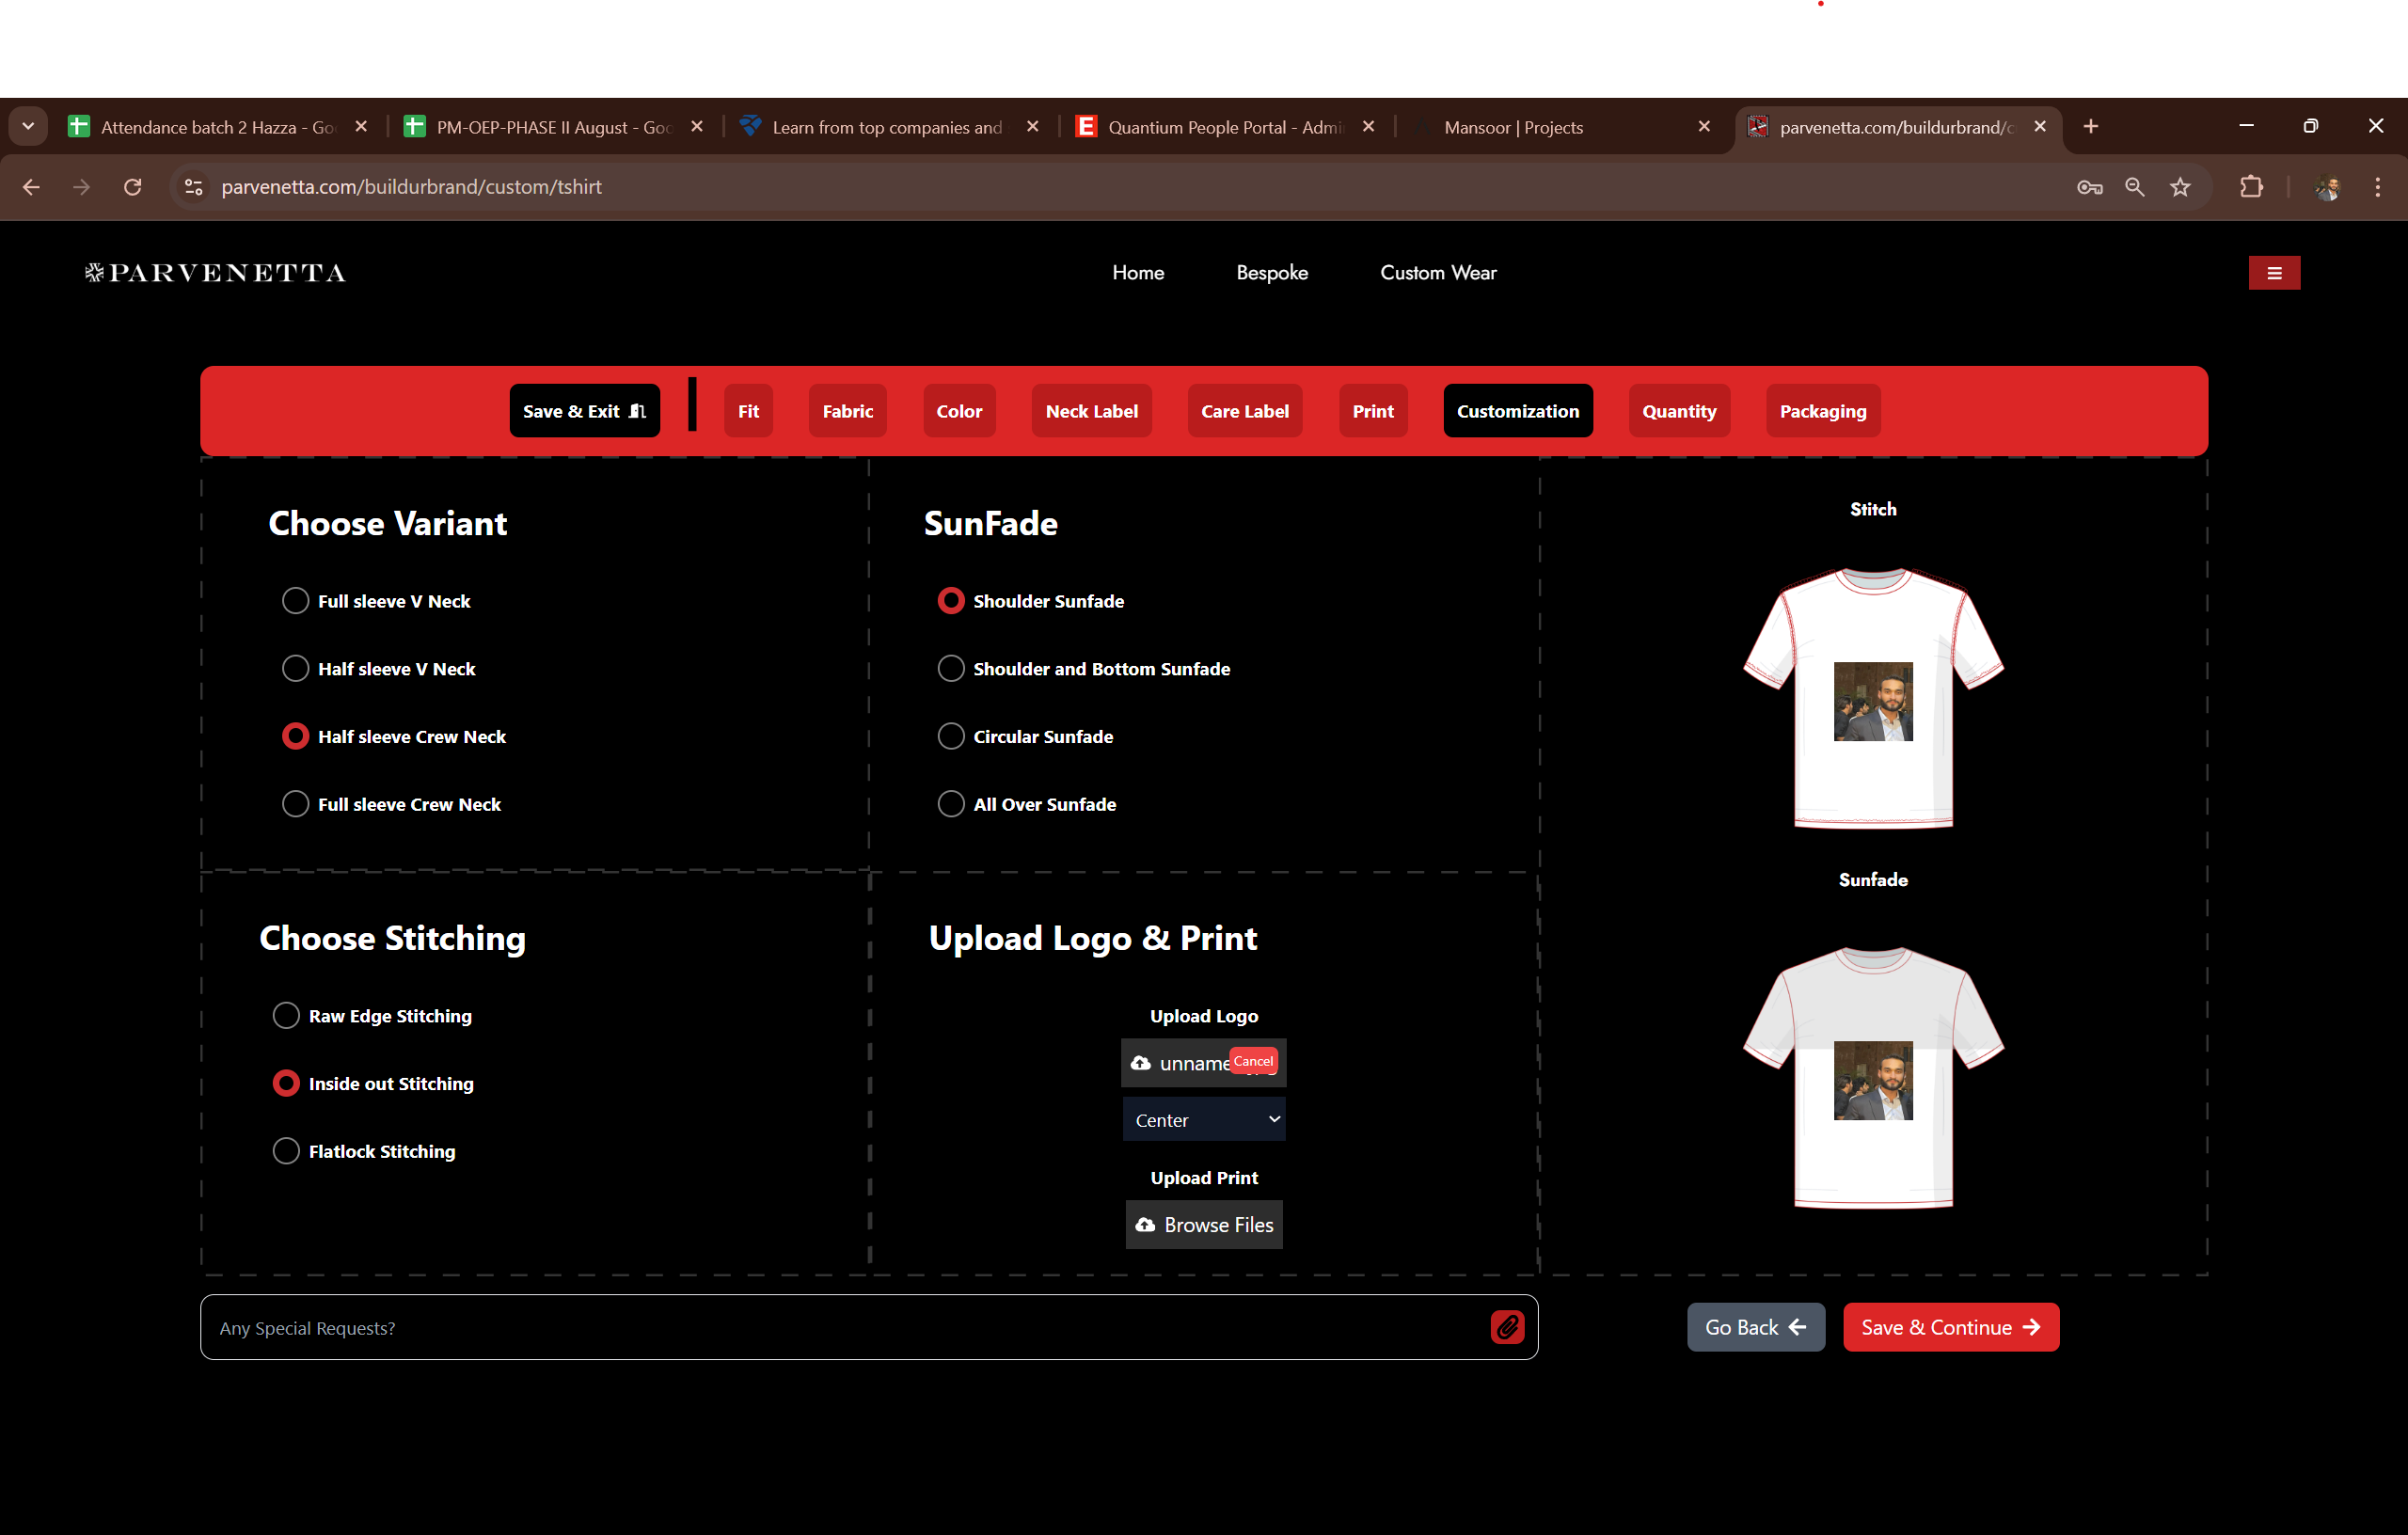 Attendance batch 2 Hazza - Go
PM-OEP-PHASE II August - Goo
Learn from top companies and
Quantium People Portal - Admi
Mansoor | Projects
parvenetta.com/buildurbrand/c
parvenetta.com/buildurbrand/custom/tshirt
PARVENETTA
Home
Bespoke
Custom Wear
Save & Exit
Fit
Fabric
Color
Neck Label
Care Label
Print
Customization
Quantity
Packaging
Choose Variant
Full sleeve V Neck
Half sleeve V Neck
Half sleeve Crew Neck
Full sleeve Crew Neck
SunFade
Shoulder Sunfade
Shoulder and Bottom Sunfade
Circular Sunfade
All Over Sunfade
Stitch
Sunfade
Choose Stitching
Raw Edge Stitching
Inside out Stitching
Flatlock Stitching
Upload Logo & Print
Upload Logo
unname Cancel
Center
Upload Print
Browse Files
Any Special Requests?
Go Back
Save & Continue